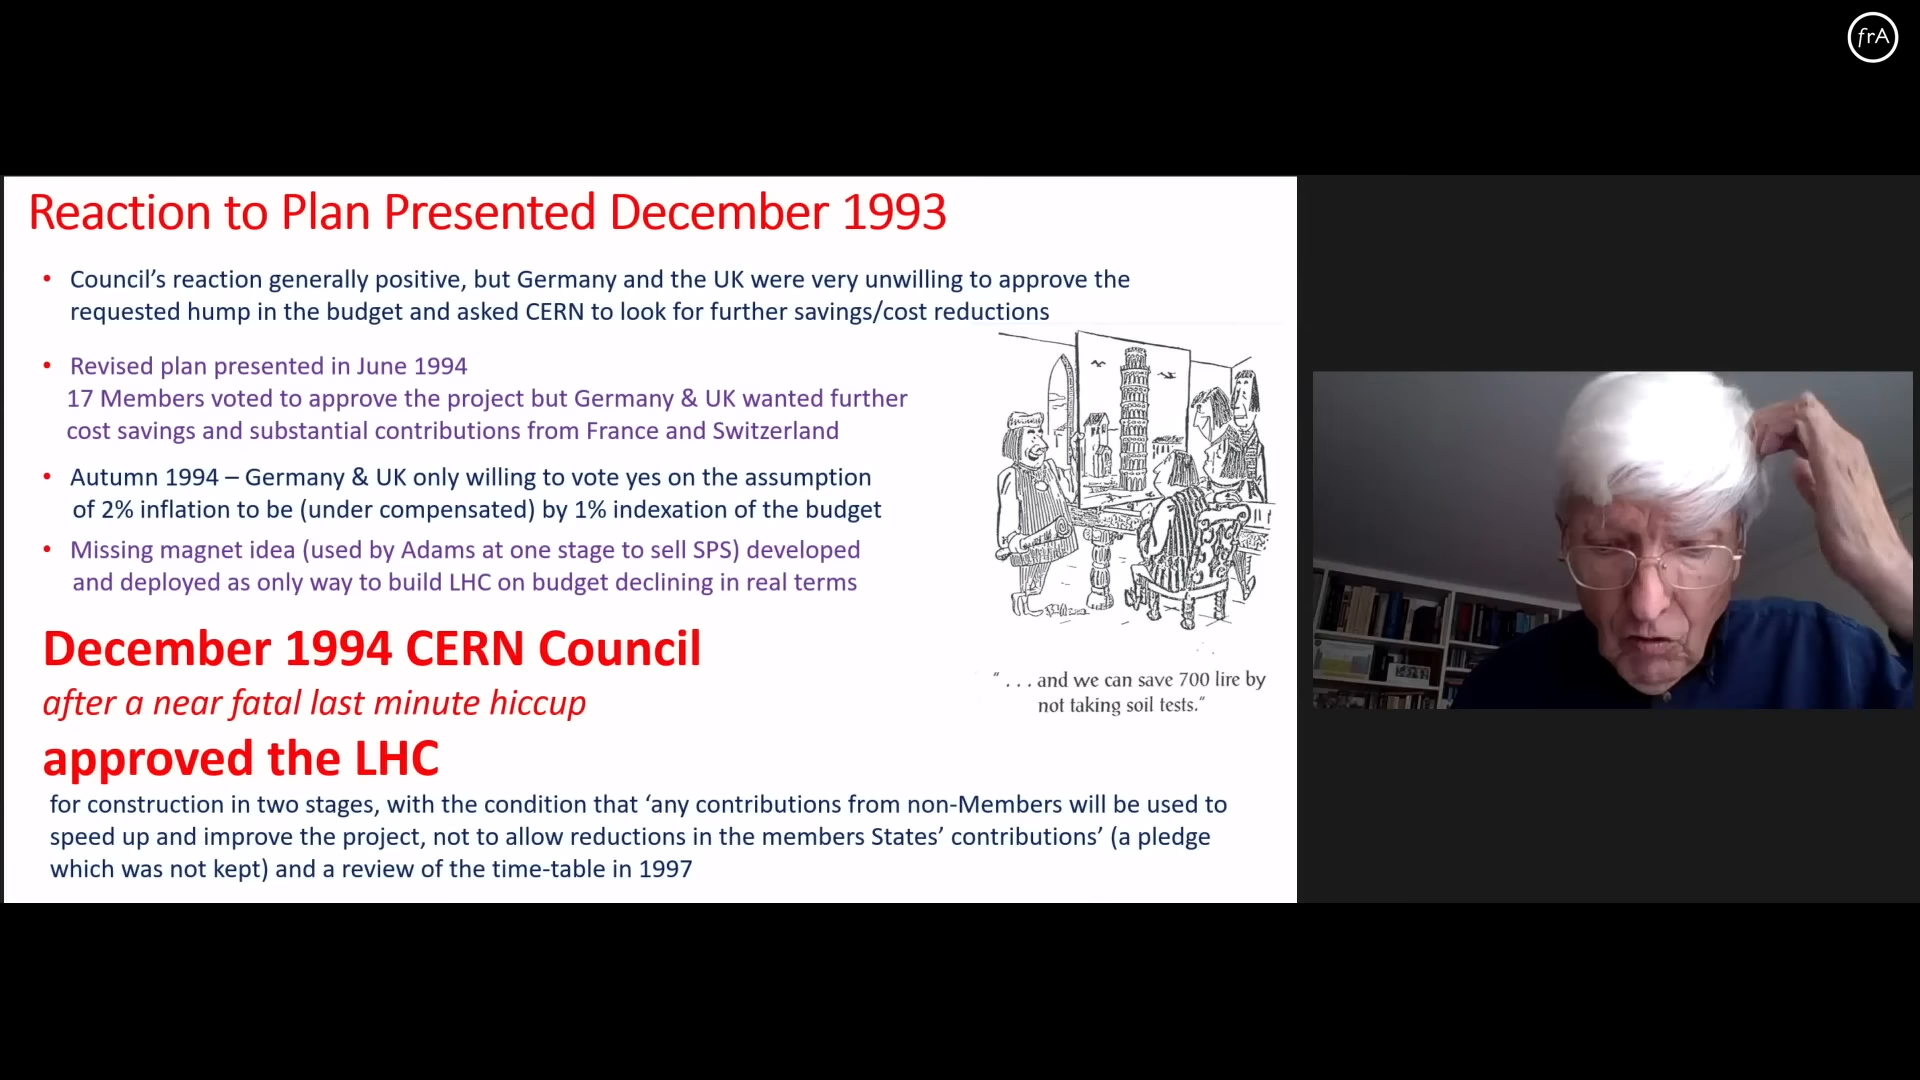 frA
Reaction to Plan Presented December 1993
• Council’s reaction generally positive, but Germany and the UK were very unwilling to approve the
requested hump in the budget and asked CERN to look for further savings/cost reductions
• Revised plan presented in June 1994
17 Members voted to approve the project but Germany & UK wanted further
cost savings and substantial contributions from France and Switzerland
• Autumn 1994 – Germany & UK only willing to vote yes on the assumption
of 2% inflation to be (under compensated) by 1% indexation of the budget
• Missing magnet idea (used by Adams at one stage to sell SPS) developed
and deployed as only way to build LHC on budget declining in real terms
" . . . and we can save 700 lire by
not taking soil tests."
December 1994 CERN Council
after a near fatal last minute hiccup
approved the LHC
for construction in two stages, with the condition that ‘any contributions from non-Members will be used to
speed up and improve the project, not to allow reductions in the members States’ contributions’ (a pledge
which was not kept) and a review of the time-table in 1997